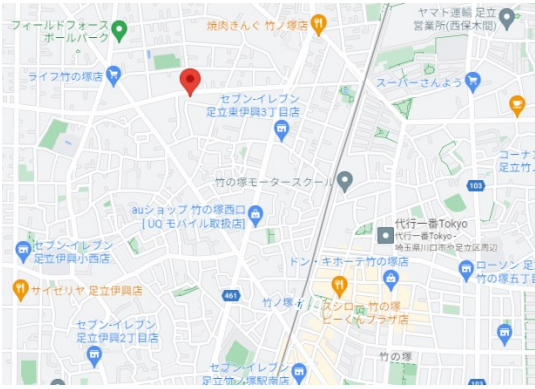 ヤマト運輸 足立
営業所(西保木間)
フィールドフォース
ボールパーク
焼肉きんぐ 竹ノ塚店
ライフ竹の塚店
スーパーさんよう
セブン-イレブン
足立東伊興3丁目店
コーナン
足立竹ノ
竹の塚モータースクール
103
auショップ 竹の塚西口
[UQ モバイル取扱店]
代行一番Tokyo
代行一番Tokyo -
埼玉県川口市や足立区周辺
セブン-イレブン
足立伊興小西店
ドン・キホーテ竹の塚店
ローソン 足
竹の塚五丁目
サイゼリヤ 足立伊興店
461
竹ノ塚
スシロー 竹の塚
ビーくんプラザ店
セブン-イレブン
足立伊興2丁目店
竹の塚
セブン-イレブン
足立竹ノ塚駅南店
103